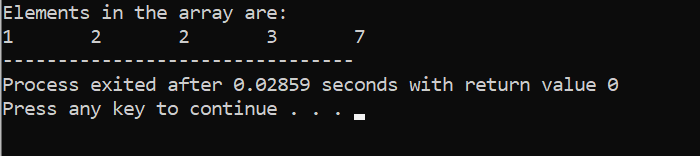 Elements in the array are:
1       2       2       3       7
--------------------------------
Process exited after 0.02859 seconds with return value 0
Press any key to continue . . .